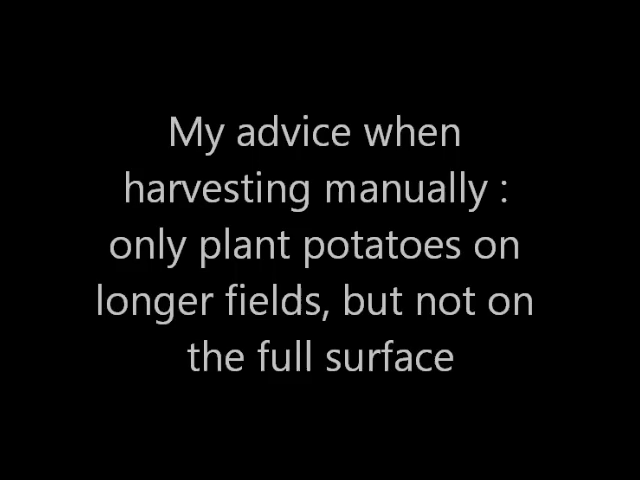 My advice when
harvesting manually :
only plant potatoes on
longer fields, but not on
the full surface